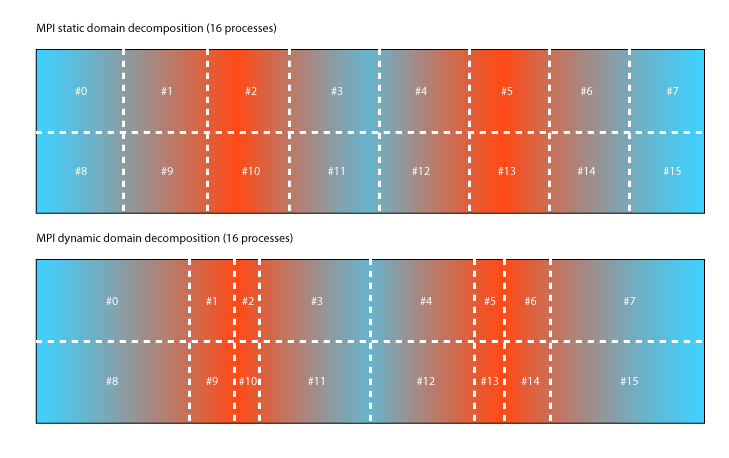 MPI static domain decomposition (16 processes)
#0 #1 #2 #3 #4 #5 #6 #7
#8 #9 #10 #11 #12 #13 #14 #15
MPI dynamic domain decomposition (16 processes)
#0 #1 #2 #3 #4 #5 #6 #7
#8 #9 #10 #11 #12 #13 #14 #15